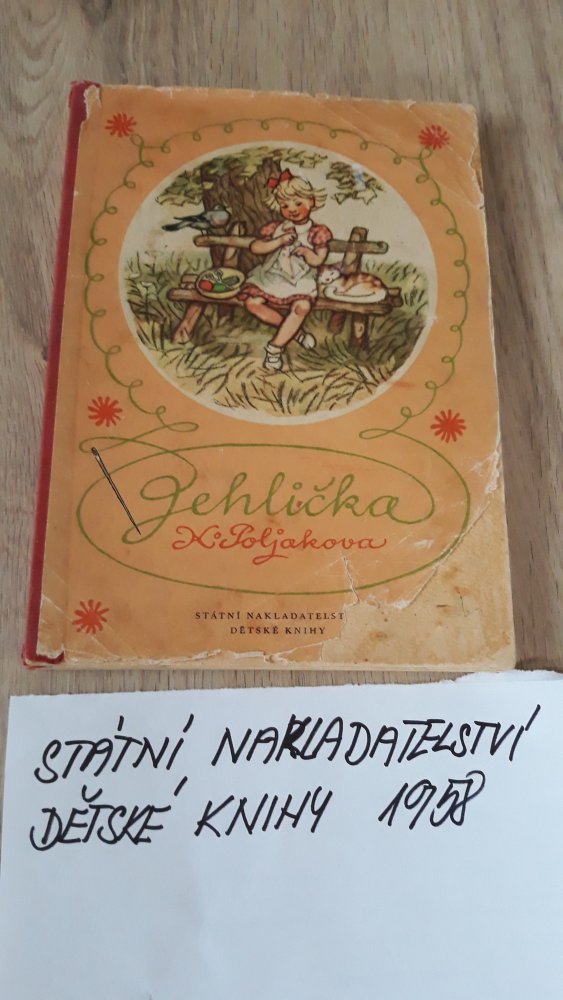 Jehlička
N. Poljakova
STÁTNÍ NAKLADATELST
DĚTSKÉ KNIHY
STÁTNÍ NAKLADATELSTVÍ
DĚTSKÉ KNIHY 1958